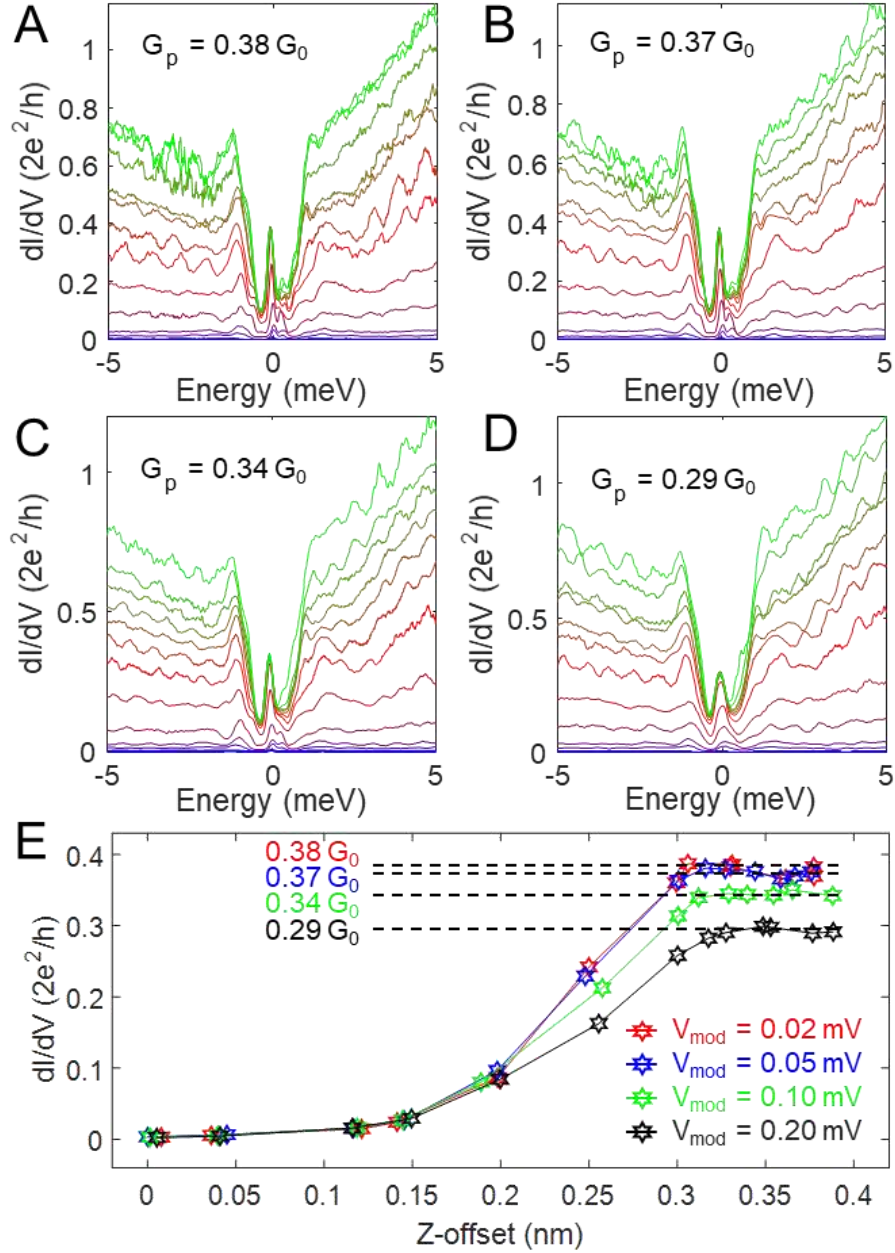 A
G_p = 0.38 G_0
dI/dV (2e^2/h)
1
0.8
0.6
0.4
0.2
0
-5
0
5
Energy (meV)
B
G_p = 0.37 G_0
dI/dV (2e^2/h)
1
0.8
0.6
0.4
0.2
0
-5
0
5
Energy (meV)
C
G_p = 0.34 G_0
dI/dV (2e^2/h)
1
0.5
0
-5
0
5
Energy (meV)
D
G_p = 0.29 G_0
dI/dV (2e^2/h)
1
0.5
0
-5
0
5
Energy (meV)
E
dI/dV (2e^2/h)
0.4
0.3
0.2
0.1
0
0.38 G_0
0.37 G_0
0.34 G_0
0.29 G_0
V_mod = 0.02 mV
V_mod = 0.05 mV
V_mod = 0.10 mV
V_mod = 0.20 mV
0
0.05
0.1
0.15
0.2
0.25
0.3
0.35
0.4
Z-offset (nm)